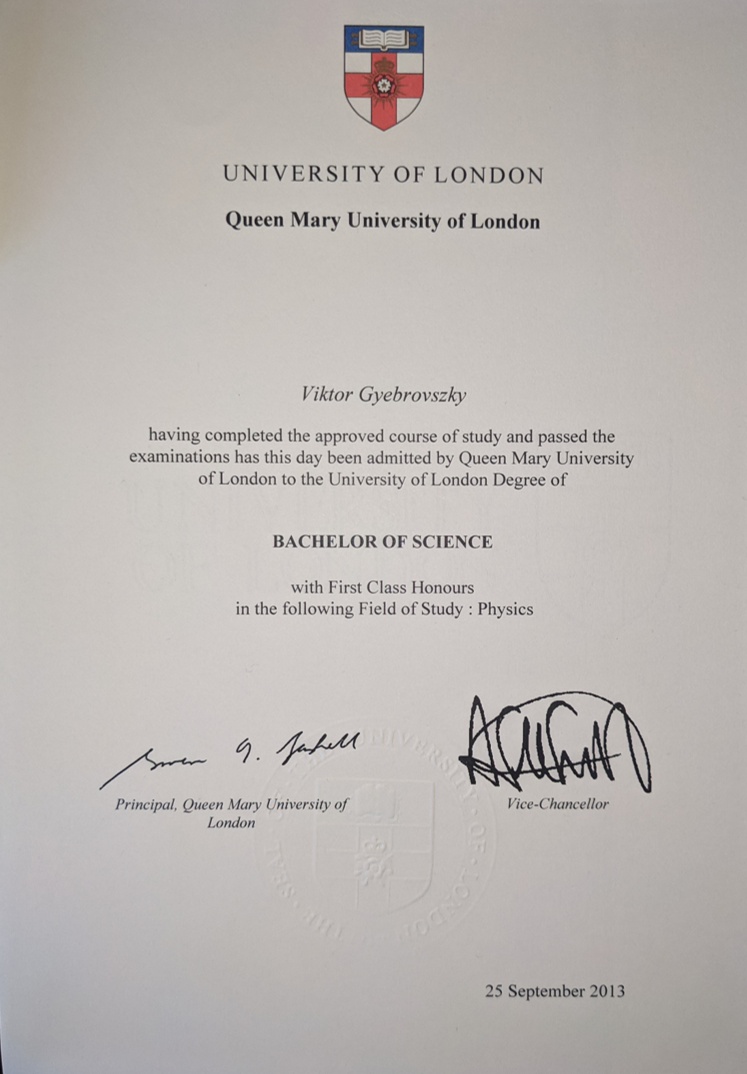 UNIVERSITY OF LONDON
Queen Mary University of London
Viktor Gyebrovszky
having completed the approved course of study and passed the
examinations has this day been admitted by Queen Mary University
of London to the University of London Degree of
BACHELOR OF SCIENCE
with First Class Honours
in the following Field of Study : Physics
Principal, Queen Mary University of
London
Vice-Chancellor
THE SEAL UNIVERSITY OF LONDON
25 September 2013